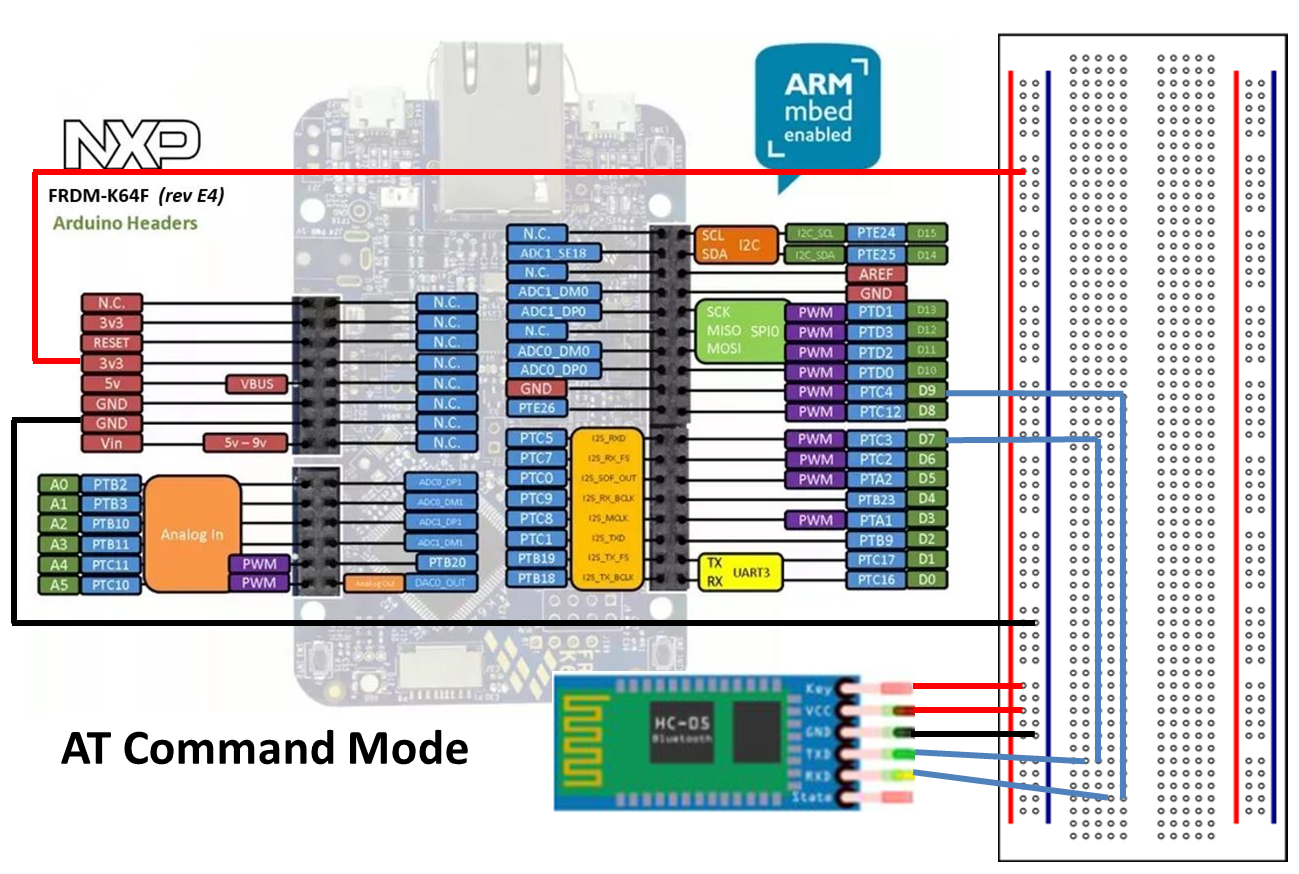 NXP
FRDM-K64F (rev E4)
Arduino Headers
ARM
mbed
enabled
N.C.
3v3
RESET
3v3
5v VBUS
GND
GND
Vin 5v – 9v
N.C.
N.C.
N.C.
N.C.
N.C.
N.C.
N.C.
N.C.
A0 PTB2
A1 PTB3
A2 PTB10
A3 PTB11
A4 PTC11 PWM
A5 PTC10 PWM
Analog In
ADC0_DP1
ADC0_DM1
ADC1_DP1
ADC1_DM1
PTB20
Analog Out DAC0_OUT
N.C.
ADC1_SE18
N.C.
ADC1_DM0
ADC1_DP0
N.C.
ADC0_DM0
ADC0_DP0
GND
PTE26
SCL
SDA
I2C
I2C_SCL PTE24 D15
I2C_SDA PTE25 D14
AREF
GND
SCK
MISO SPI0
MOSI
PWM PTD1 D13
PWM PTD3 D12
PWM PTD2 D11
PWM PTD0 D10
PWM PTC4 D9
PWM PTC12 D8
PTC5 I2S_RXD
PTC7 I2S_RX_FS
PTC0 I2S_SOF_OUT
PTC9 I2S_RX_BCLK
PTC8 I2S_MCLK
PTC1 I2S_TXD
PTB19 I2S_TX_FS
PTB18 I2S_TX_BCLK
PWM PTC3 D7
PWM PTC2 D6
PWM PTA2 D5
PTB23 D4
PWM PTA1 D3
PTB9 D2
PTC17 D1
PTC16 D0
TX
RX
UART3
AT Command Mode
HC-05
Bluetooth
Key
VCC
GND
TXD
RXD
State